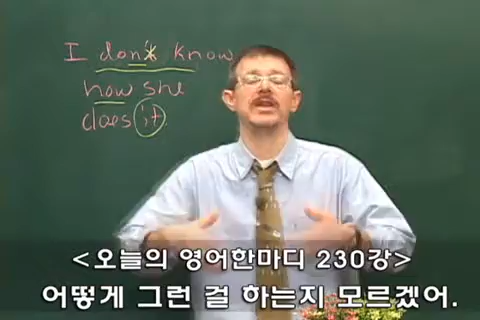 I don't know
how she
does it
<오늘의 영어한마디 230강>
어떻게 그런 걸 하는지 모르겠어.